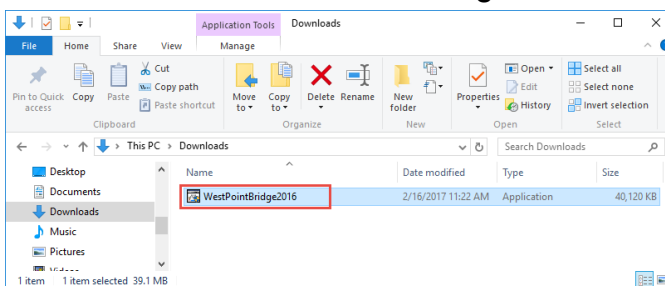 Application Tools Downloads
File Home Share View Manage
Pin to Quick access
Copy
Paste
Cut
Copy path
Paste shortcut
Clipboard
Move to
Copy to
Delete
Rename
Organize
New folder
New
Properties
Open
Edit
History
Open
Select all
Select none
Invert selection
Select
This PC > Downloads
Search Downloads
Name Date modified Type Size
WestPointBridge2016 2/16/2017 11:22 AM Application 40,120 KB
Desktop
Documents
Downloads
Music
Pictures
Videos
1 item 1 item selected 39.1 MB